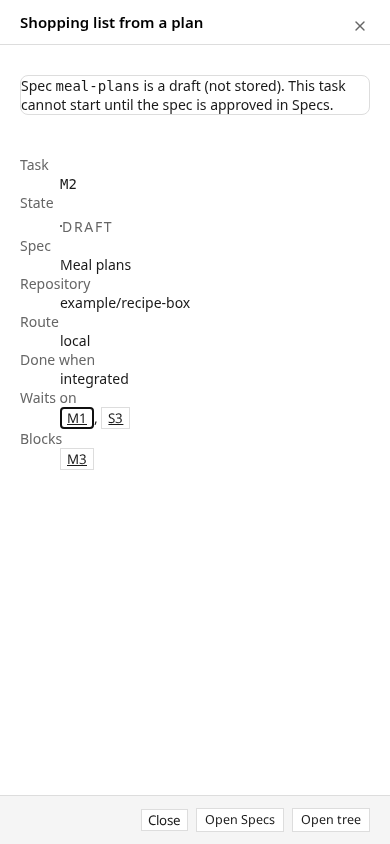 Shopping list from a plan
×
Spec meal-plans is a draft (not stored). This task
cannot start until the spec is approved in Specs.
Task
M2
State
·DRAFT
Spec
Meal plans
Repository
example/recipe-box
Route
local
Done when
integrated
Waits on
M1, S3
Blocks
M3
Close Open Specs Open tree